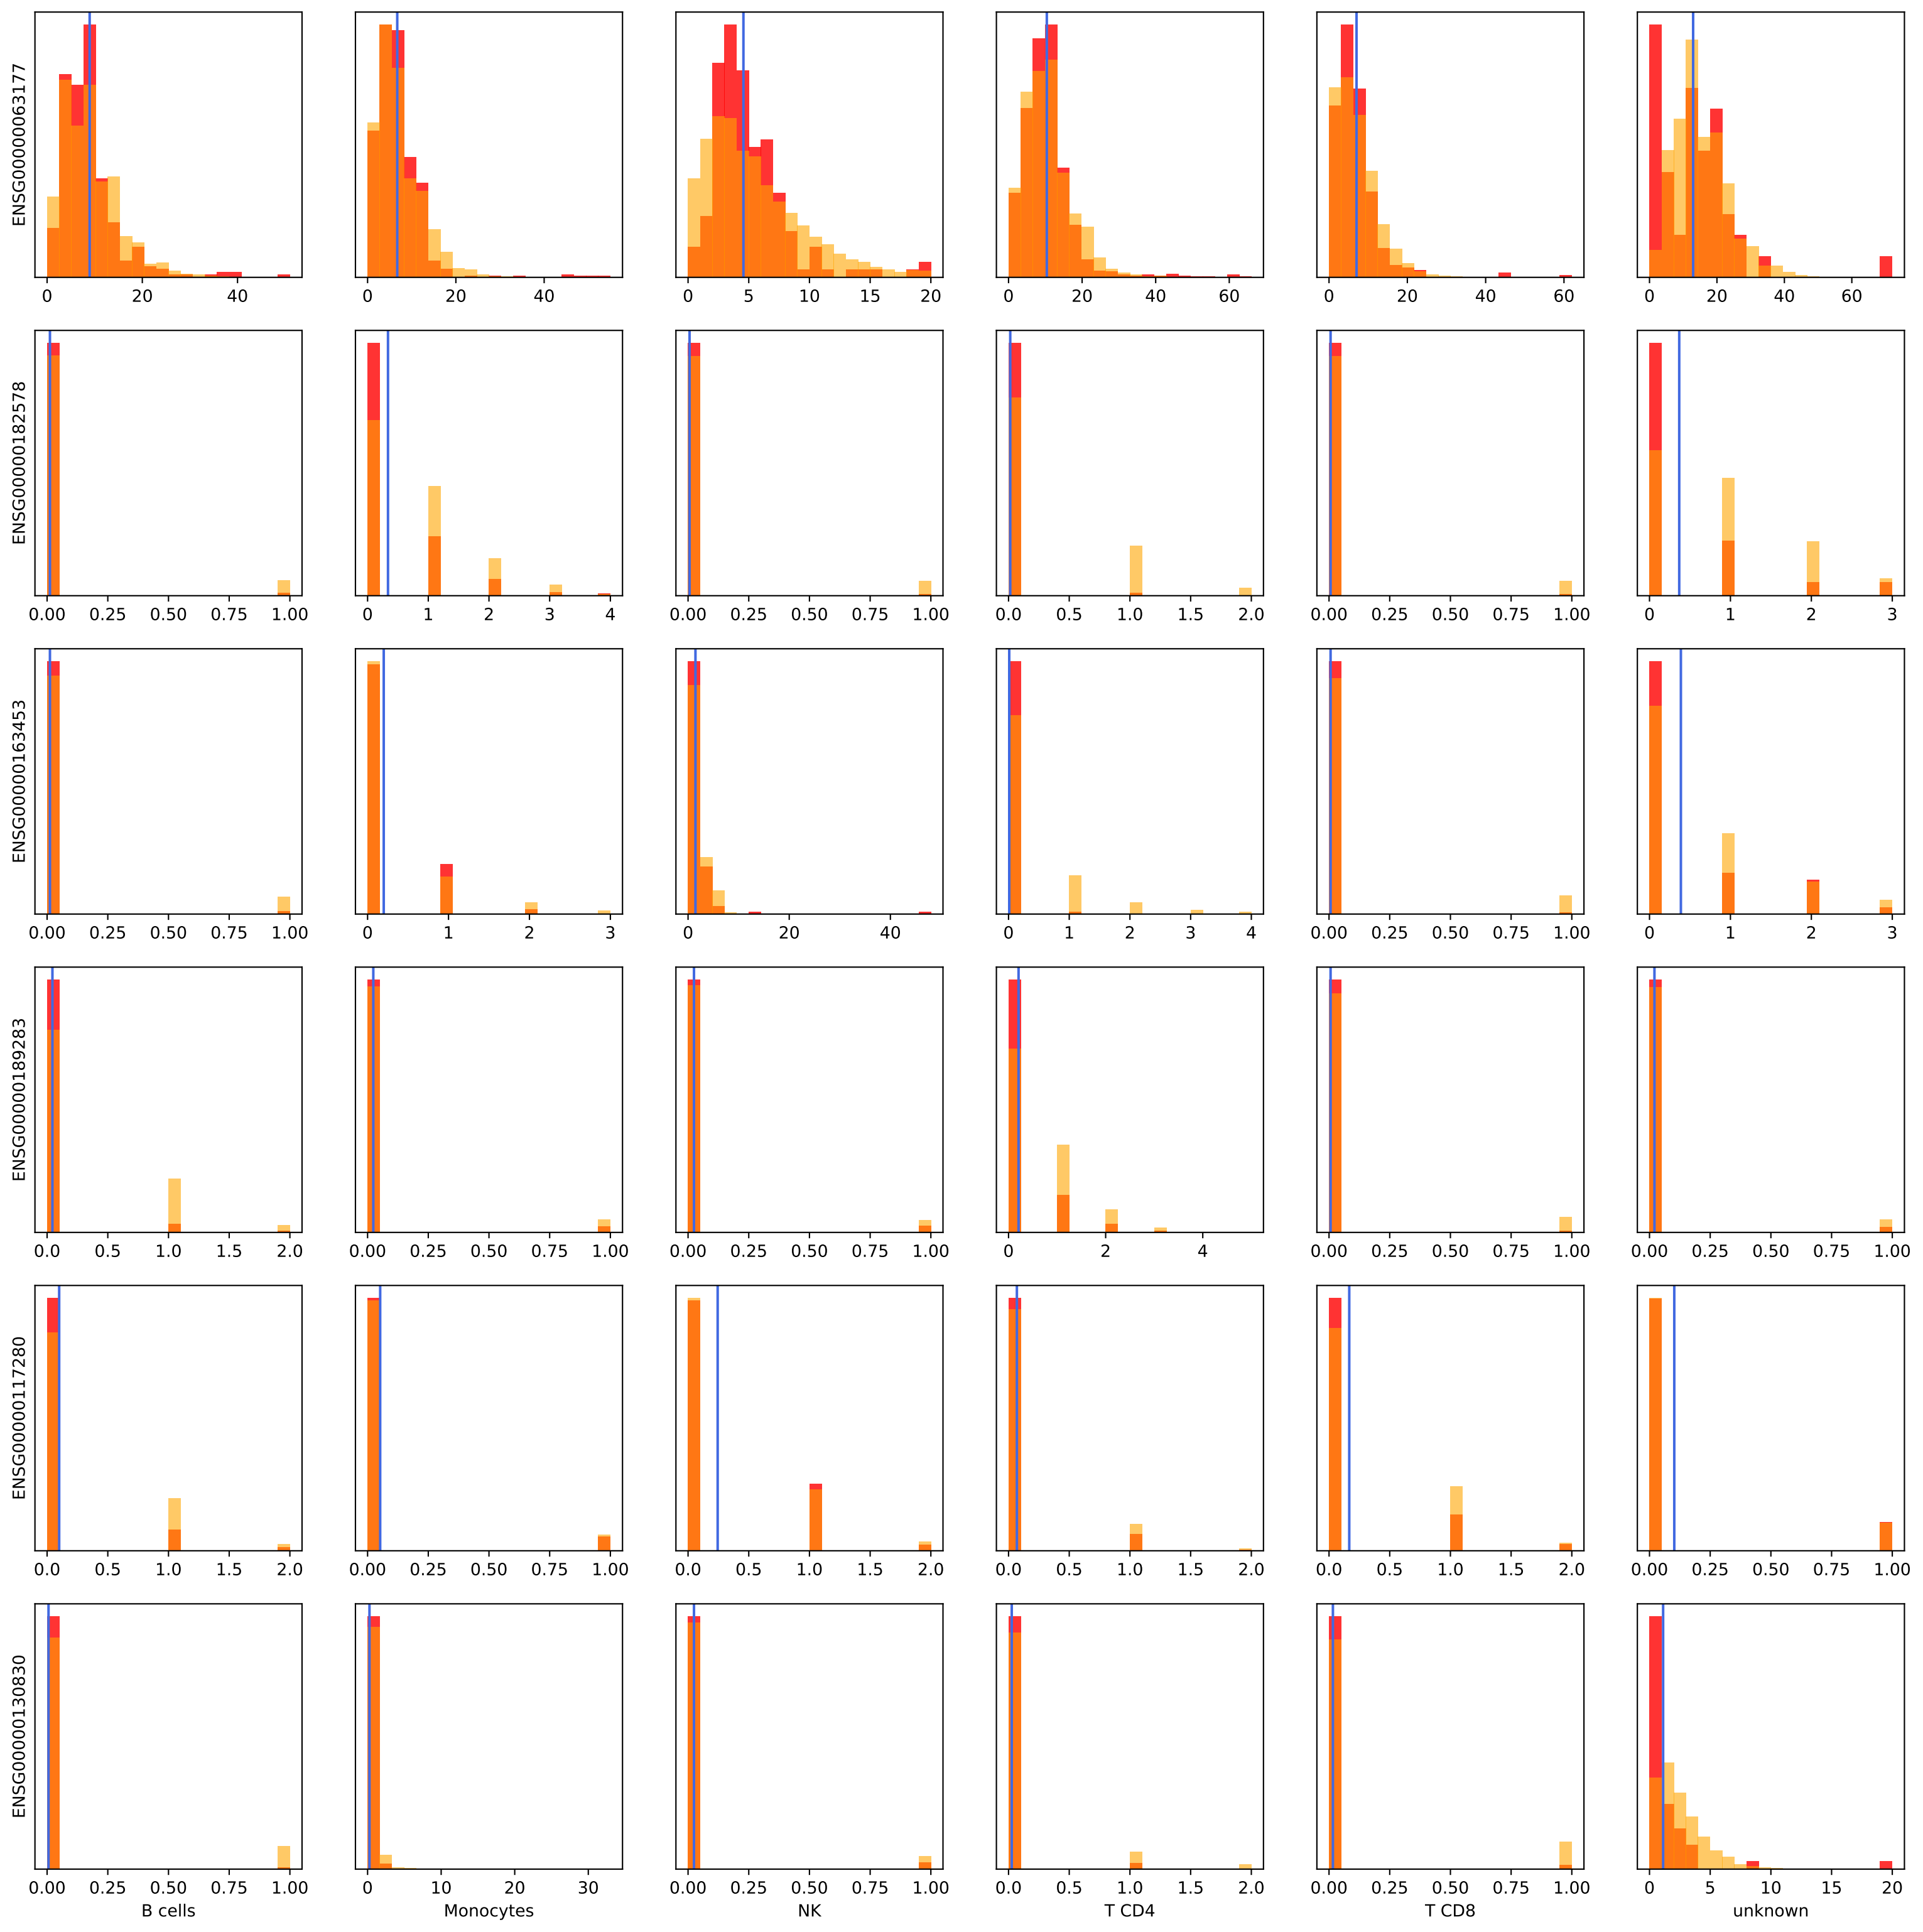 ENSG00000063177
0 20 40
0 20 40
0 5 10 15 20
0 20 40 60
0 20 40 60
0 20 40 60
ENSG00000182578
0.00 0.25 0.50 0.75 1.00
0 1 2 3 4
0.00 0.25 0.50 0.75 1.00
0.0 0.5 1.0 1.5 2.0
0.00 0.25 0.50 0.75 1.00
0 1 2 3
ENSG00000163453
0.00 0.25 0.50 0.75 1.00
0 1 2 3
0 20 40
0 1 2 3 4
0.00 0.25 0.50 0.75 1.00
0 1 2 3
ENSG00000189283
0.0 0.5 1.0 1.5 2.0
0.00 0.25 0.50 0.75 1.00
0.00 0.25 0.50 0.75 1.00
0 2 4
0.00 0.25 0.50 0.75 1.00
0.00 0.25 0.50 0.75 1.00
ENSG00000117280
0.0 0.5 1.0 1.5 2.0
0.00 0.25 0.50 0.75 1.00
0.0 0.5 1.0 1.5 2.0
0.0 0.5 1.0 1.5 2.0
0.0 0.5 1.0 1.5 2.0
0.00 0.25 0.50 0.75 1.00
ENSG00000130830
0.00 0.25 0.50 0.75 1.00
B cells
0 10 20 30
Monocytes
0.00 0.25 0.50 0.75 1.00
NK
0.0 0.5 1.0 1.5 2.0
T CD4
0.00 0.25 0.50 0.75 1.00
T CD8
0 5 10 15 20
unknown